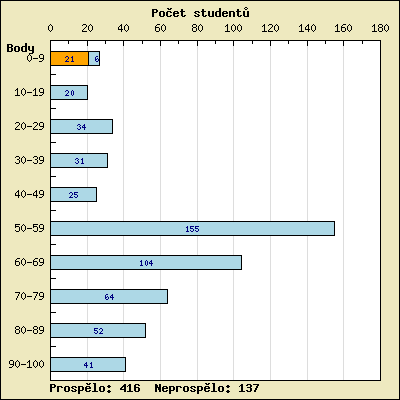 Počet studentů
0 20 40 60 80 100 120 140 160 180
Body
0-9 21 6
10-19 20
20-29 34
30-39 31
40-49 25
50-59 155
60-69 104
70-79 64
80-89 52
90-100 41
Prospělo: 416 Neprospělo: 137